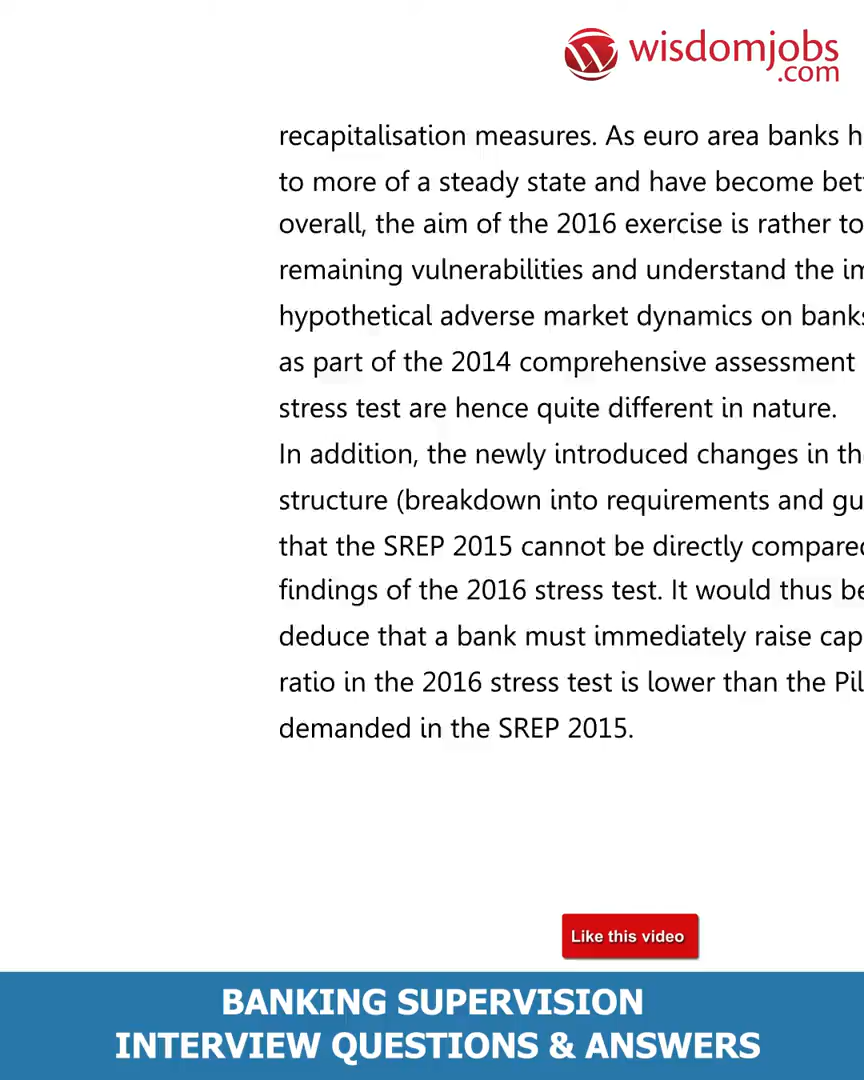 wisdomjobs
.com
recapitalisation measures. As euro area banks h
to more of a steady state and have become bet
overall, the aim of the 2016 exercise is rather to
remaining vulnerabilities and understand the im
hypothetical adverse market dynamics on banks
as part of the 2014 comprehensive assessment
stress test are hence quite different in nature.
In addition, the newly introduced changes in the
structure (breakdown into requirements and gu
that the SREP 2015 cannot be directly compared
findings of the 2016 stress test. It would thus be
deduce that a bank must immediately raise cap
ratio in the 2016 stress test is lower than the Pil
demanded in the SREP 2015.
Like this video
BANKING SUPERVISION
INTERVIEW QUESTIONS & ANSWERS